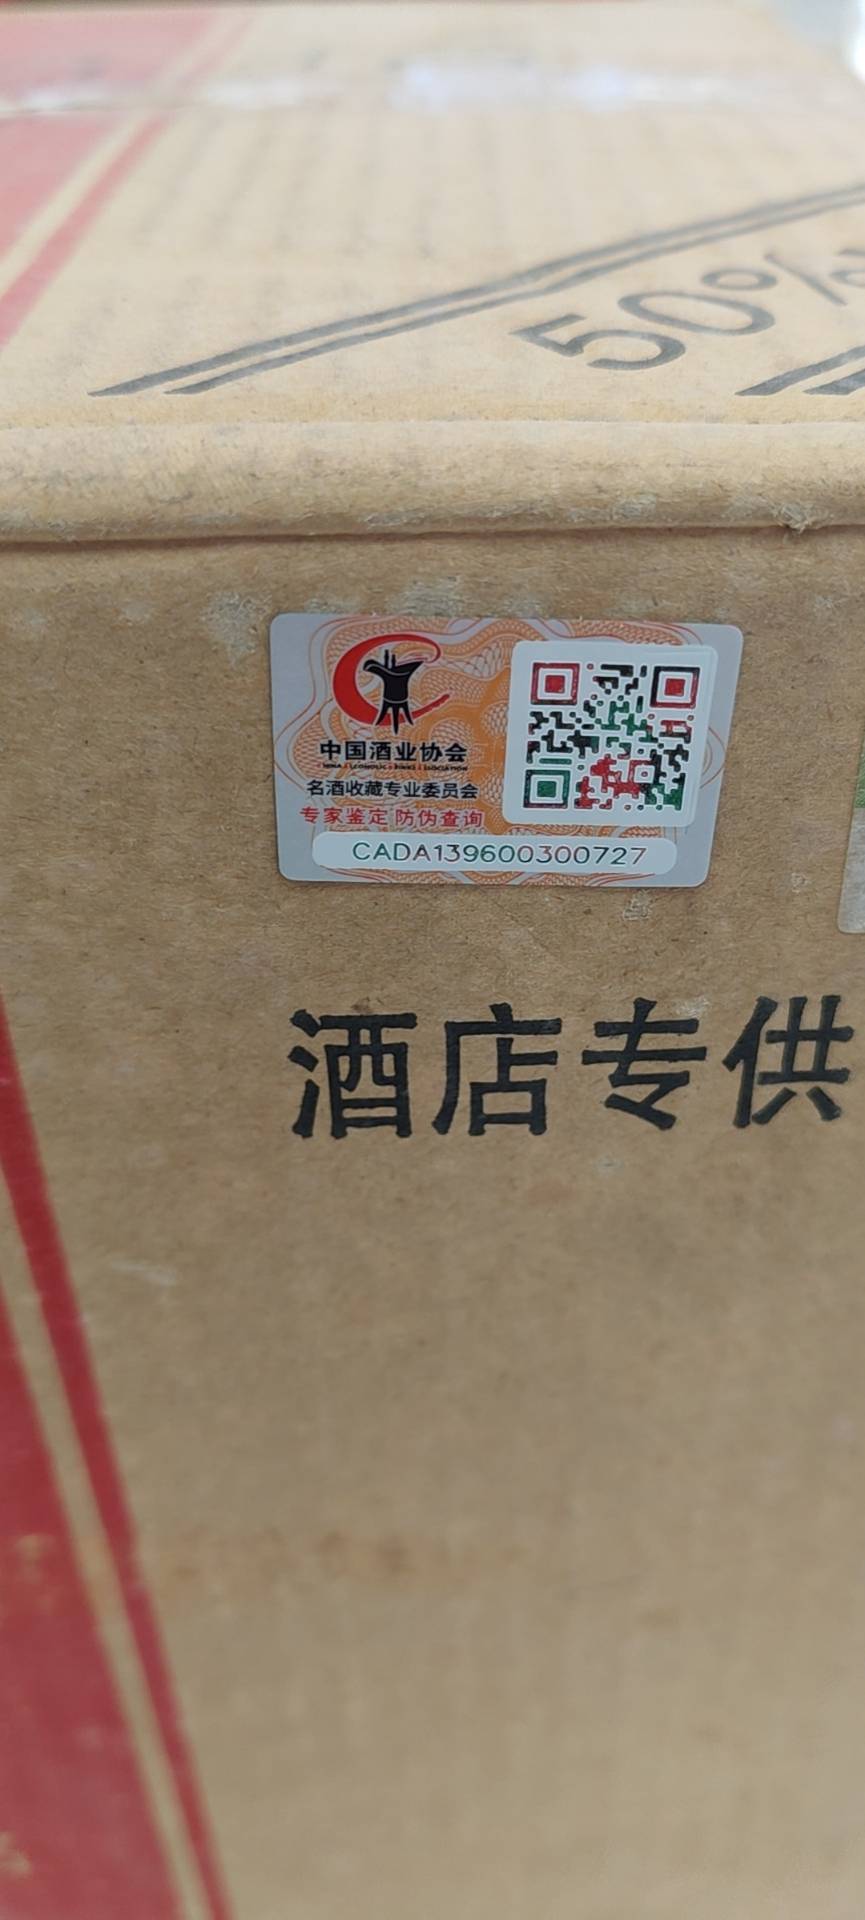 50%
中国酒业协会
名酒收藏专业委员会
专家鉴定 防伪查询
CADA139600300727
酒店专供